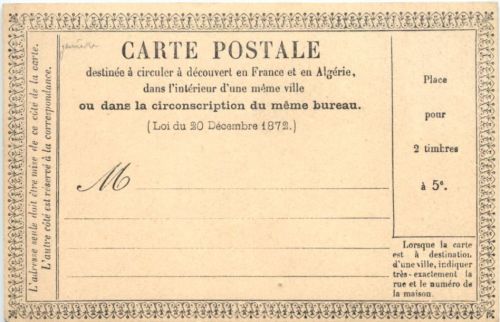 CARTE POSTALE
destinée à circuler à découvert en France et en Algérie,
dans l'intérieur d'une même ville
ou dans la circonscription du même bureau.
(Loi du 20 Décembre 1872.)
M
Place
pour
2 timbres
à 5c.
Lorsque la carte
est à destination
d'une ville, indiquer
très-exactement la
rue et le numéro de
la maison.
L'adresse seule doit être mise de ce côté de la carte.
L'autre côté est réservé à la correspondance.